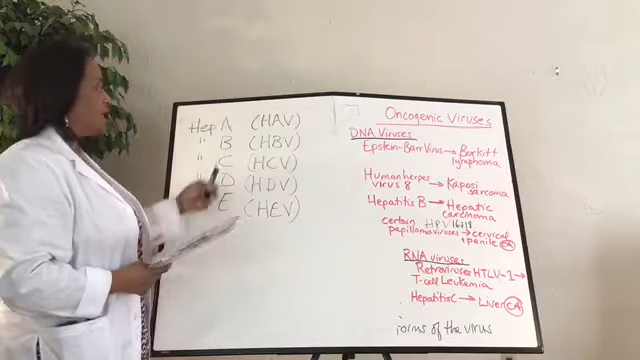 Hep A (HAV)
" B (HBV)
" C (HCV)
" D (HDV)
E (HEV)
Oncogenic Viruses
DNA Viruses
Epstein-Barr Virus → Burkitt
lymphoma
Human herpes
virus 8 → Kaposi
sarcoma
Hepatitis B → Hepatic
carcinoma
certain HPV 16+18
papillomaviruses → cervical
+ penile CA
RNA viruses
Retroviruses HTLV-1 →
T-cell Leukemia
Hepatitis C → Liver CA
forms of the virus